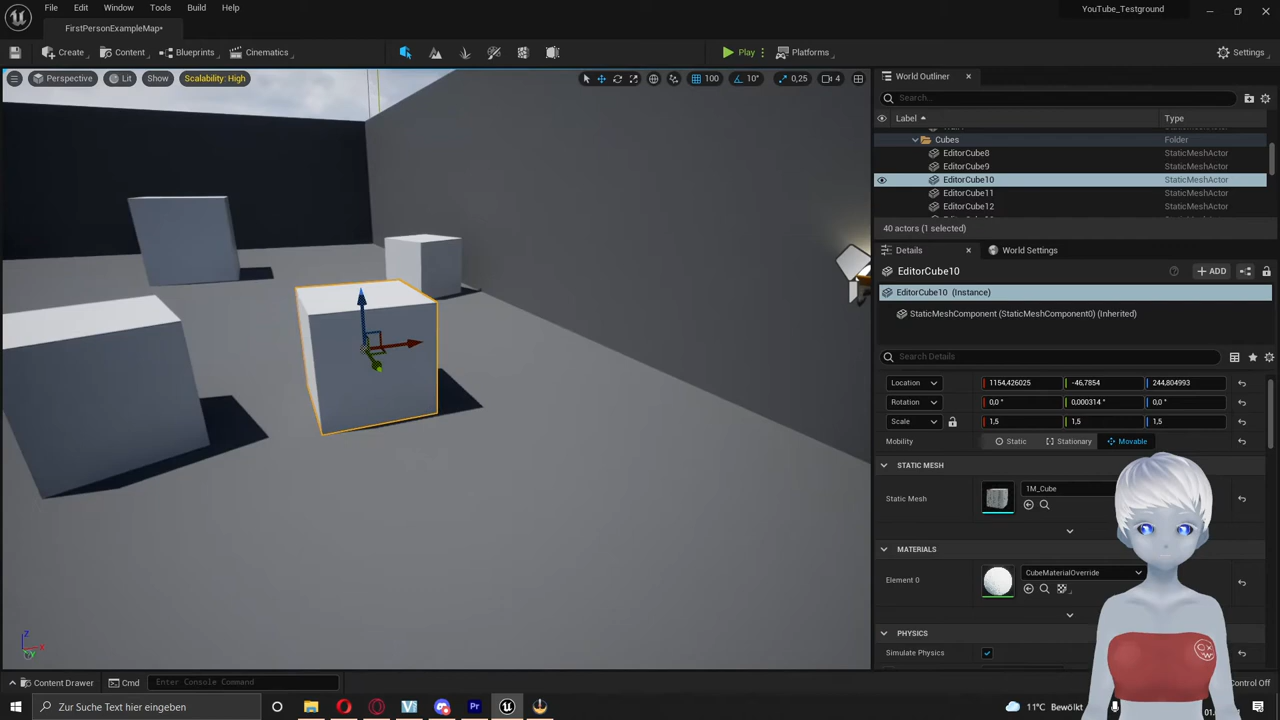 File Edit Window Tools Build Help
YouTube_Testground
FirstPersonExampleMap*
Create Content Blueprints Cinematics Play Platforms Settings
Perspective Lit Show Scalability: High 100 10° 0,25 4
World Outliner
Search...
Label Type
Cubes Folder
EditorCube8 StaticMeshActor
EditorCube9 StaticMeshActor
EditorCube10 StaticMeshActor
EditorCube11 StaticMeshActor
EditorCube12 StaticMeshActor
40 actors (1 selected)
Details World Settings
EditorCube10 ADD
EditorCube10 (Instance)
StaticMeshComponent (StaticMeshComponent0) (Inherited)
Search Details
Location 1154,426025 -46,7854 244,804993
Rotation 0,0 ° 0,000314 ° 0,0 °
Scale 1,5 1,5 1,5
Mobility Static Stationary Movable
STATIC MESH
Static Mesh 1M_Cube
MATERIALS
Element 0 CubeMaterialOverride
PHYSICS
Simulate Physics
Z X Y
Content Drawer Cmd Enter Console Command Control Off
Zur Suche Text hier eingeben 11°C Bewölkt 01.